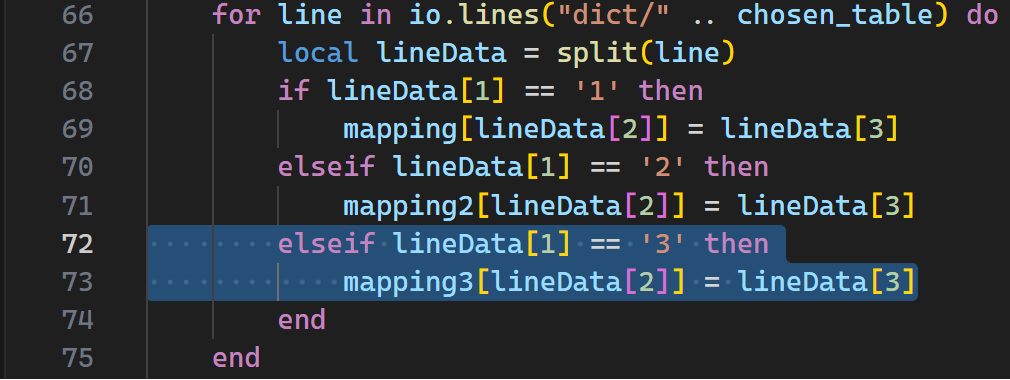 66 for line in io.lines("dict/" .. chosen_table) do
67 local lineData = split(line)
68 if lineData[1] == '1' then
69 mapping[lineData[2]] = lineData[3]
70 elseif lineData[1] == '2' then
71 mapping2[lineData[2]] = lineData[3]
72 elseif lineData[1] == '3' then
73 mapping3[lineData[2]] = lineData[3]
74 end
75 end